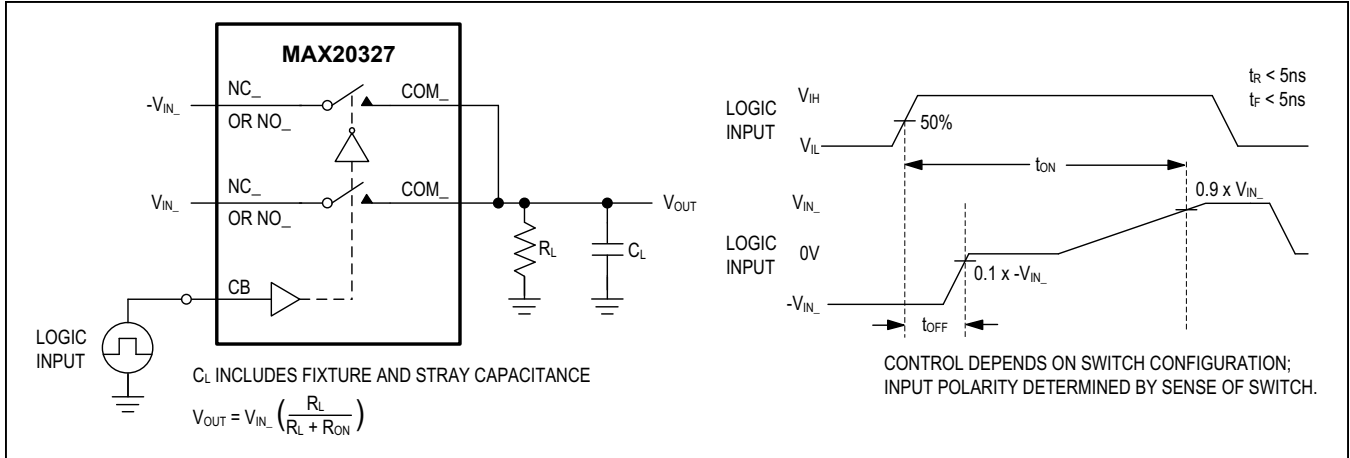 MAX20327
NC_
COM_
-VIN_
OR NO_
NC_
COM_
VIN_
OR NO_
VOUT
RL
CL
CB
LOGIC
INPUT
CL INCLUDES FIXTURE AND STRAY CAPACITANCE
VOUT = VIN_ (RL / (RL + RON))
tR < 5ns
tF < 5ns
LOGIC
INPUT
VIH
50%
VIL
tON
VIN_
0.9 x VIN_
LOGIC
INPUT
0V
0.1 x -VIN_
-VIN_
tOFF
CONTROL DEPENDS ON SWITCH CONFIGURATION;
INPUT POLARITY DETERMINED BY SENSE OF SWITCH.